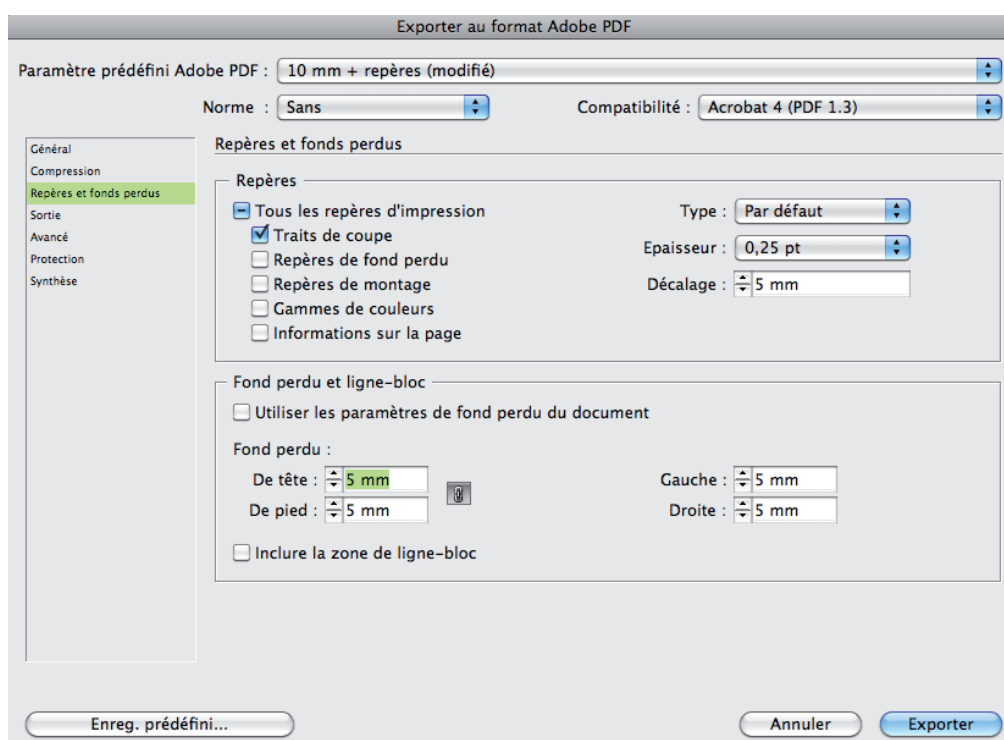 Exporter au format Adobe PDF
Paramètre prédéfini Adobe PDF : 10 mm + repères (modifié)
Norme : Sans Compatibilité : Acrobat 4 (PDF 1.3)
Général
Compression
Repères et fonds perdus
Sortie
Avancé
Protection
Synthèse
Repères et fonds perdus
Repères
Tous les repères d'impression
Traits de coupe
Repères de fond perdu
Repères de montage
Gammes de couleurs
Informations sur la page
Type : Par défaut
Epaisseur : 0,25 pt
Décalage : 5 mm
Fond perdu et ligne-bloc
Utiliser les paramètres de fond perdu du document
Fond perdu :
De tête : 5 mm
De pied : 5 mm
Gauche : 5 mm
Droite : 5 mm
Inclure la zone de ligne-bloc
Enreg. prédéfini... Annuler Exporter